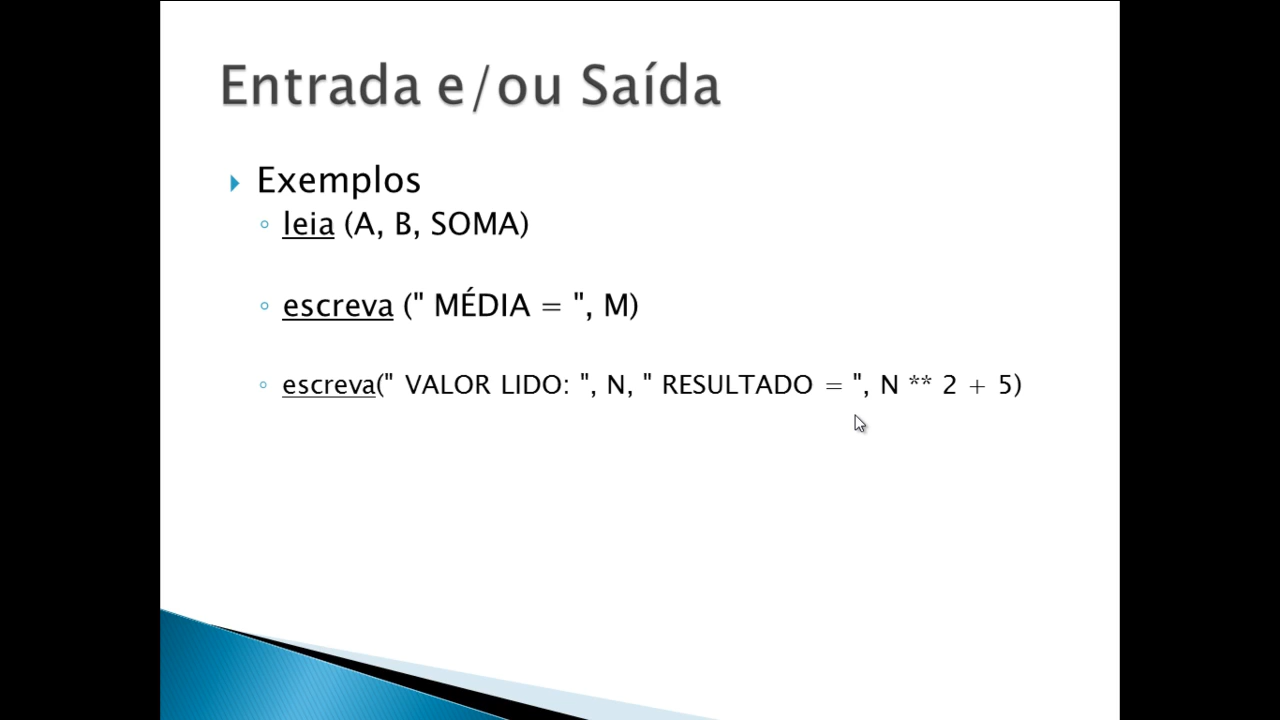 Entrada e/ou Saída
Exemplos
leia (A, B, SOMA)
escreva (" MÉDIA = ", M)
escreva(" VALOR LIDO: ", N, " RESULTADO = ", N ** 2 + 5)